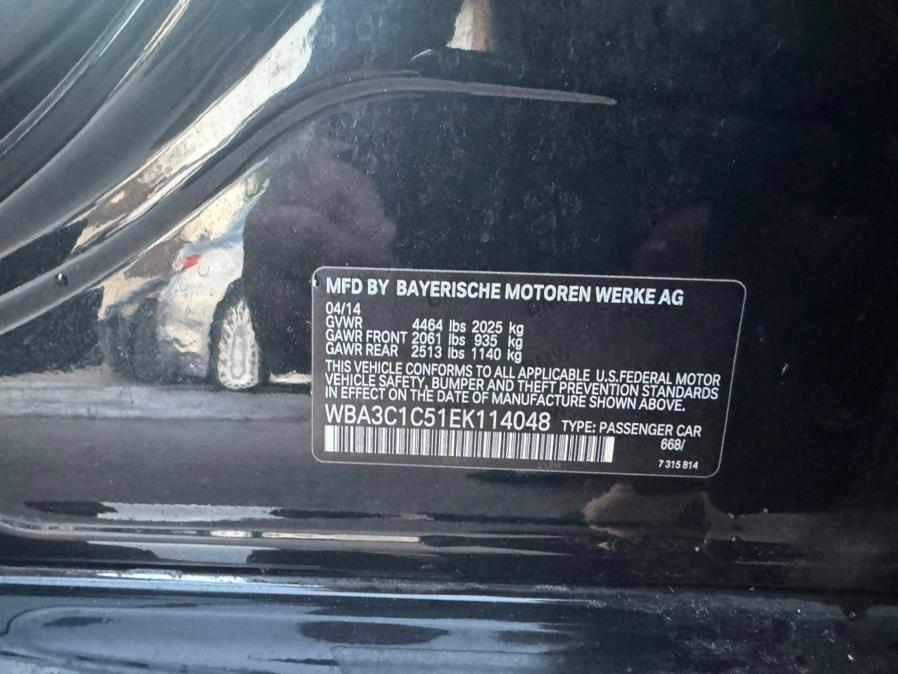 MFD BY BAYERISCHE MOTOREN WERKE AG
04/14
GVWR 4464 lbs 2025 kg
GAWR FRONT 2061 lbs 935 kg
GAWR REAR 2513 lbs 1140 kg
THIS VEHICLE CONFORMS TO ALL APPLICABLE U.S.FEDERAL MOTOR
VEHICLE SAFETY, BUMPER AND THEFT PREVENTION STANDARDS
IN EFFECT ON THE DATE OF MANUFACTURE SHOWN ABOVE.
WBA3C1C51EK114048 TYPE: PASSENGER CAR
668/
7 315 814